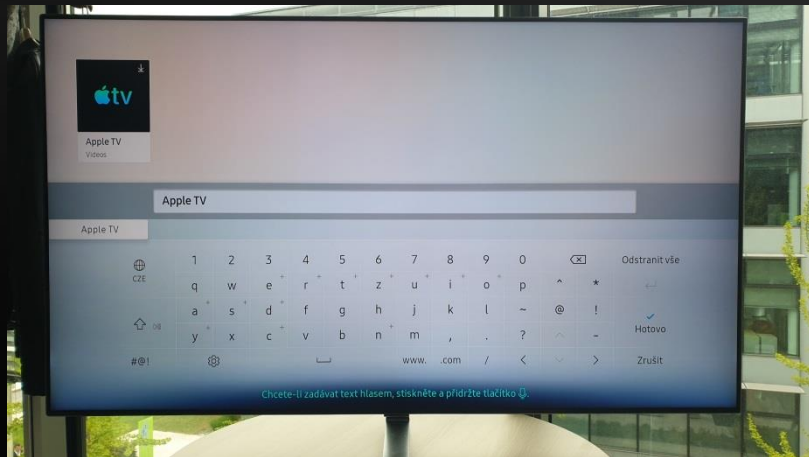 tv
Apple TV
Videos
Apple TV
Apple TV
1 2 3 4 5 6 7 8 9 0 Odstranit vše
CZE
q w e r t z u i o p ^ *
a s d f g h j k l ~ @ !
y x c v b n m , . ? -
Hotovo
#@! www. .com / < > Zrušit
Chcete-li zadávat text hlasem, stiskněte a přidržte tlačítko